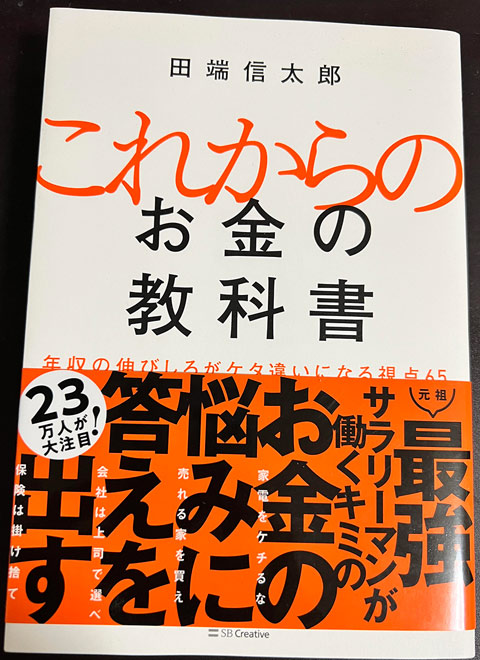 田端信太郎
これからの
お金の
教科書
年収の伸びしろがケタ違いになる視点65
23
万人が
大注目!
元祖
最強
サラリーマンが
働くキミの
お金の
悩みに
答えを
出す
家電をケチるな
売れる家を買え
会社は上司で選べ
保険は掛け捨て
SB Creative